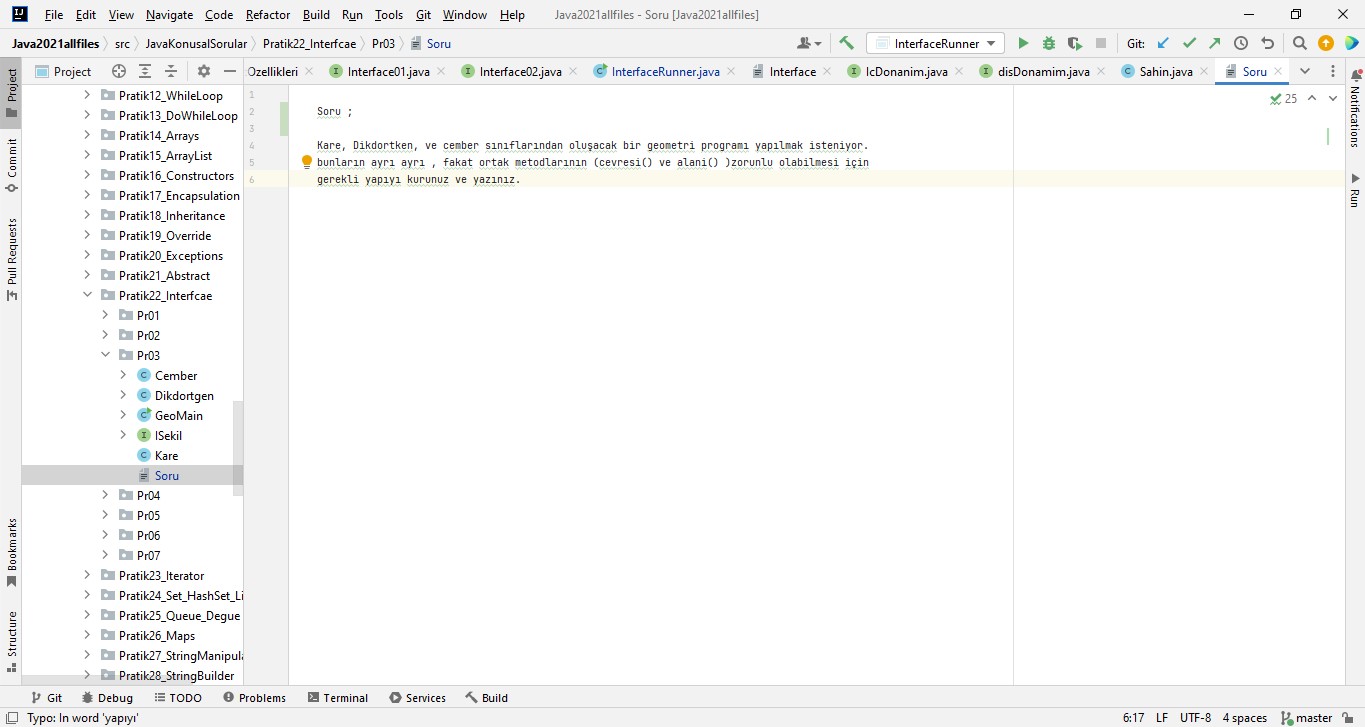 File Edit View Navigate Code Refactor Build Run Tools Git Window Help Java2021allfiles - Soru [Java2021allfiles]
Java2021allfiles src JavaKonusalSorular Pratik22_Interfcae Pr03 Soru InterfaceRunner Git:
Project Ozellikleri Interface01.java Interface02.java InterfaceRunner.java Interface IcDonanim.java disDonamim.java Sahin.java Soru
Project
Commit
Pull Requests
Bookmarks
Structure
Pratik12_WhileLoop
Pratik13_DoWhileLoop
Pratik14_Arrays
Pratik15_ArrayList
Pratik16_Constructors
Pratik17_Encapsulation
Pratik18_Inheritance
Pratik19_Override
Pratik20_Exceptions
Pratik21_Abstract
Pratik22_Interfcae
Pr01
Pr02
Pr03
Cember
Dikdortgen
GeoMain
ISekil
Kare
Soru
Pr04
Pr05
Pr06
Pr07
Pratik23_Iterator
Pratik24_Set_HashSet_Li
Pratik25_Queue_Degue
Pratik26_Maps
Pratik27_StringManipula
Pratik28_StringBuilder
1
2 Soru ;
3
4 Kare, Dikdortken, ve cember sınıflarından oluşacak bir geometri programı yapılmak isteniyor.
5 bunların ayrı ayrı , fakat ortak metodlarının (cevresi() ve alani() )zorunlu olabilmesi için
6 gerekli yapıyı kurunuz ve yazınız.
25
Notifications
Run
Git Debug TODO Problems Terminal Services Build
Typo: In word 'yapıyı' 6:17 LF UTF-8 4 spaces master